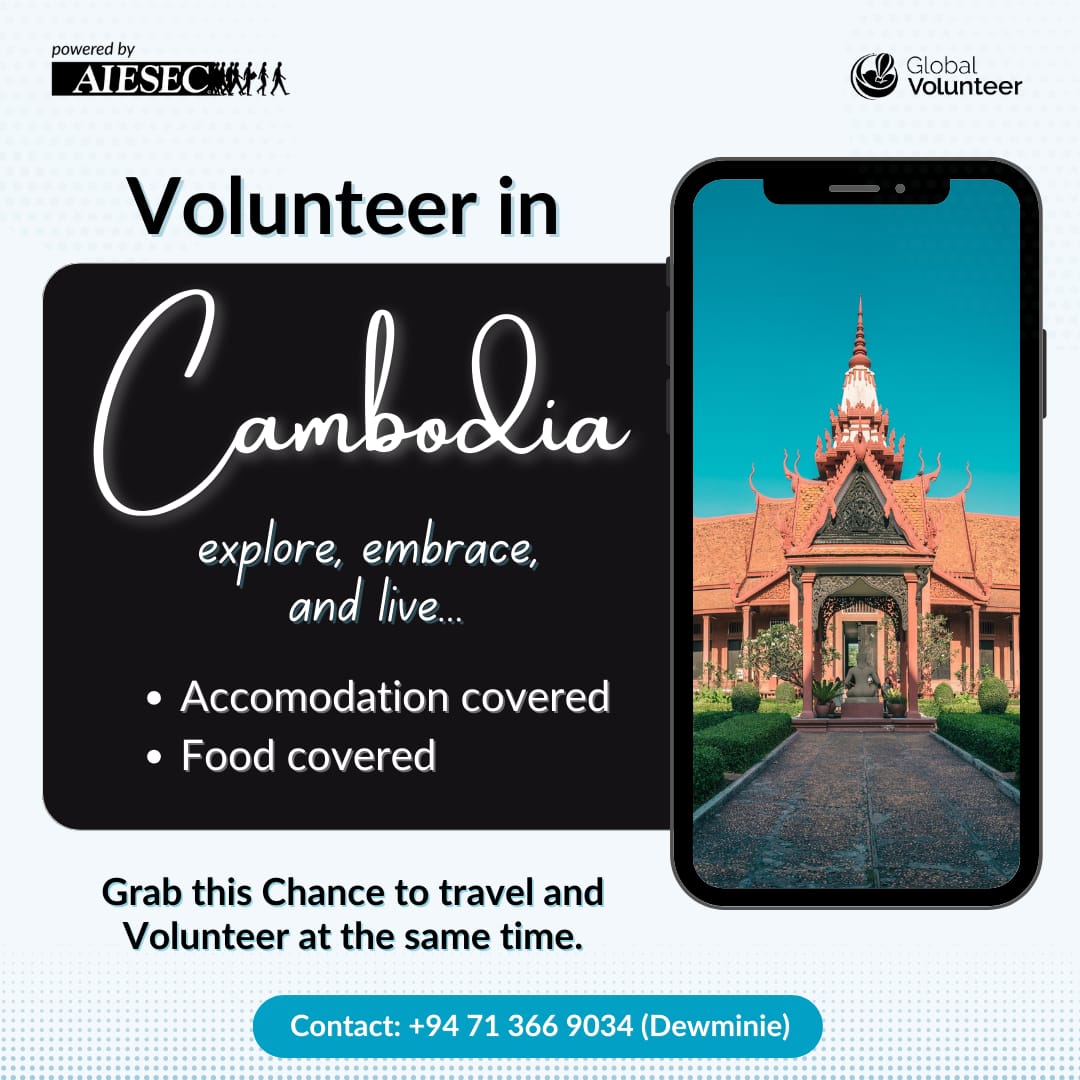 powered by
AIESEC
Global
Volunteer
Volunteer in
Cambodia
explore, embrace,
and live...
• Accomodation covered
• Food covered
Grab this Chance to travel and
Volunteer at the same time.
Contact: +94 71 366 9034 (Dewminie)